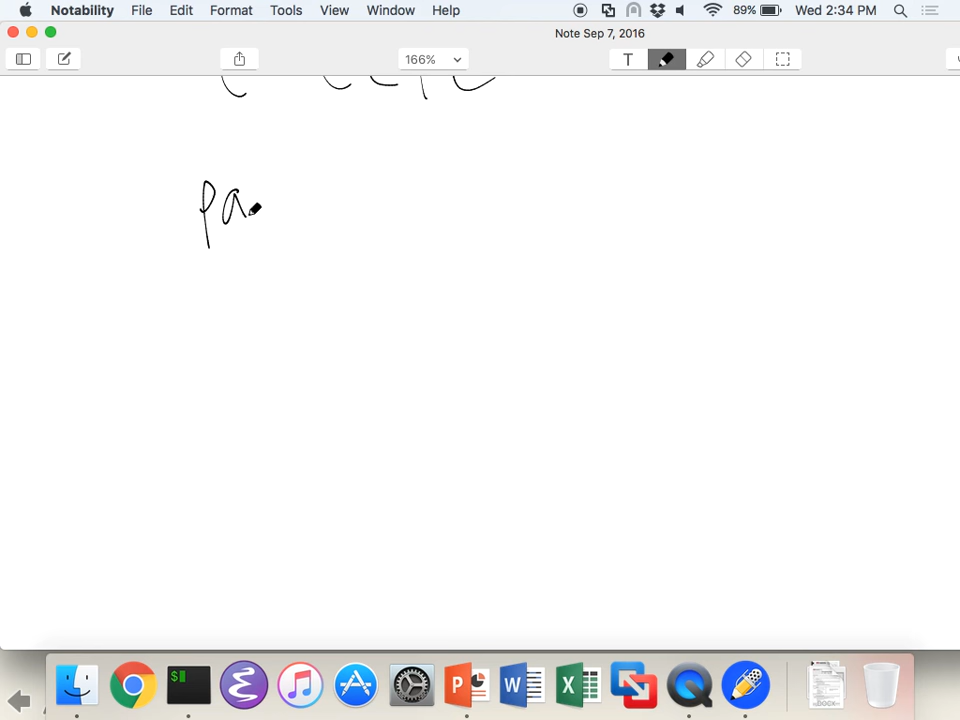 Notability File Edit Format Tools View Window Help 89% Wed 2:34 PM
Note Sep 7, 2016
166% T
pa
$
P W X
DOCX